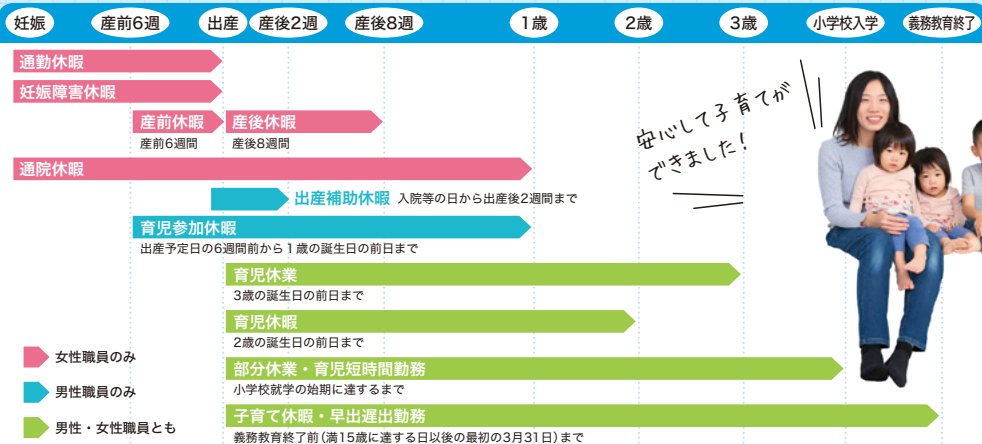 妊娠
産前6週
出産
産後2週
産後8週
1歳
2歳
3歳
小学校入学
義務教育終了
通勤休暇
妊娠障害休暇
産前休暇
産前6週間
産後休暇
産後8週間
通院休暇
出産補助休暇 入院等の日から出産後2週間まで
育児参加休暇
出産予定日の6週間前から1歳の誕生日の前日まで
育児休業
3歳の誕生日の前日まで
育児休暇
2歳の誕生日の前日まで
部分休業・育児短時間勤務
小学校就学の始期に達するまで
子育て休暇・早出遅出勤務
義務教育終了前(満15歳に達する日以後の最初の3月31日)まで
女性職員のみ
男性職員のみ
男性・女性職員とも
安心して子育てが
できました!